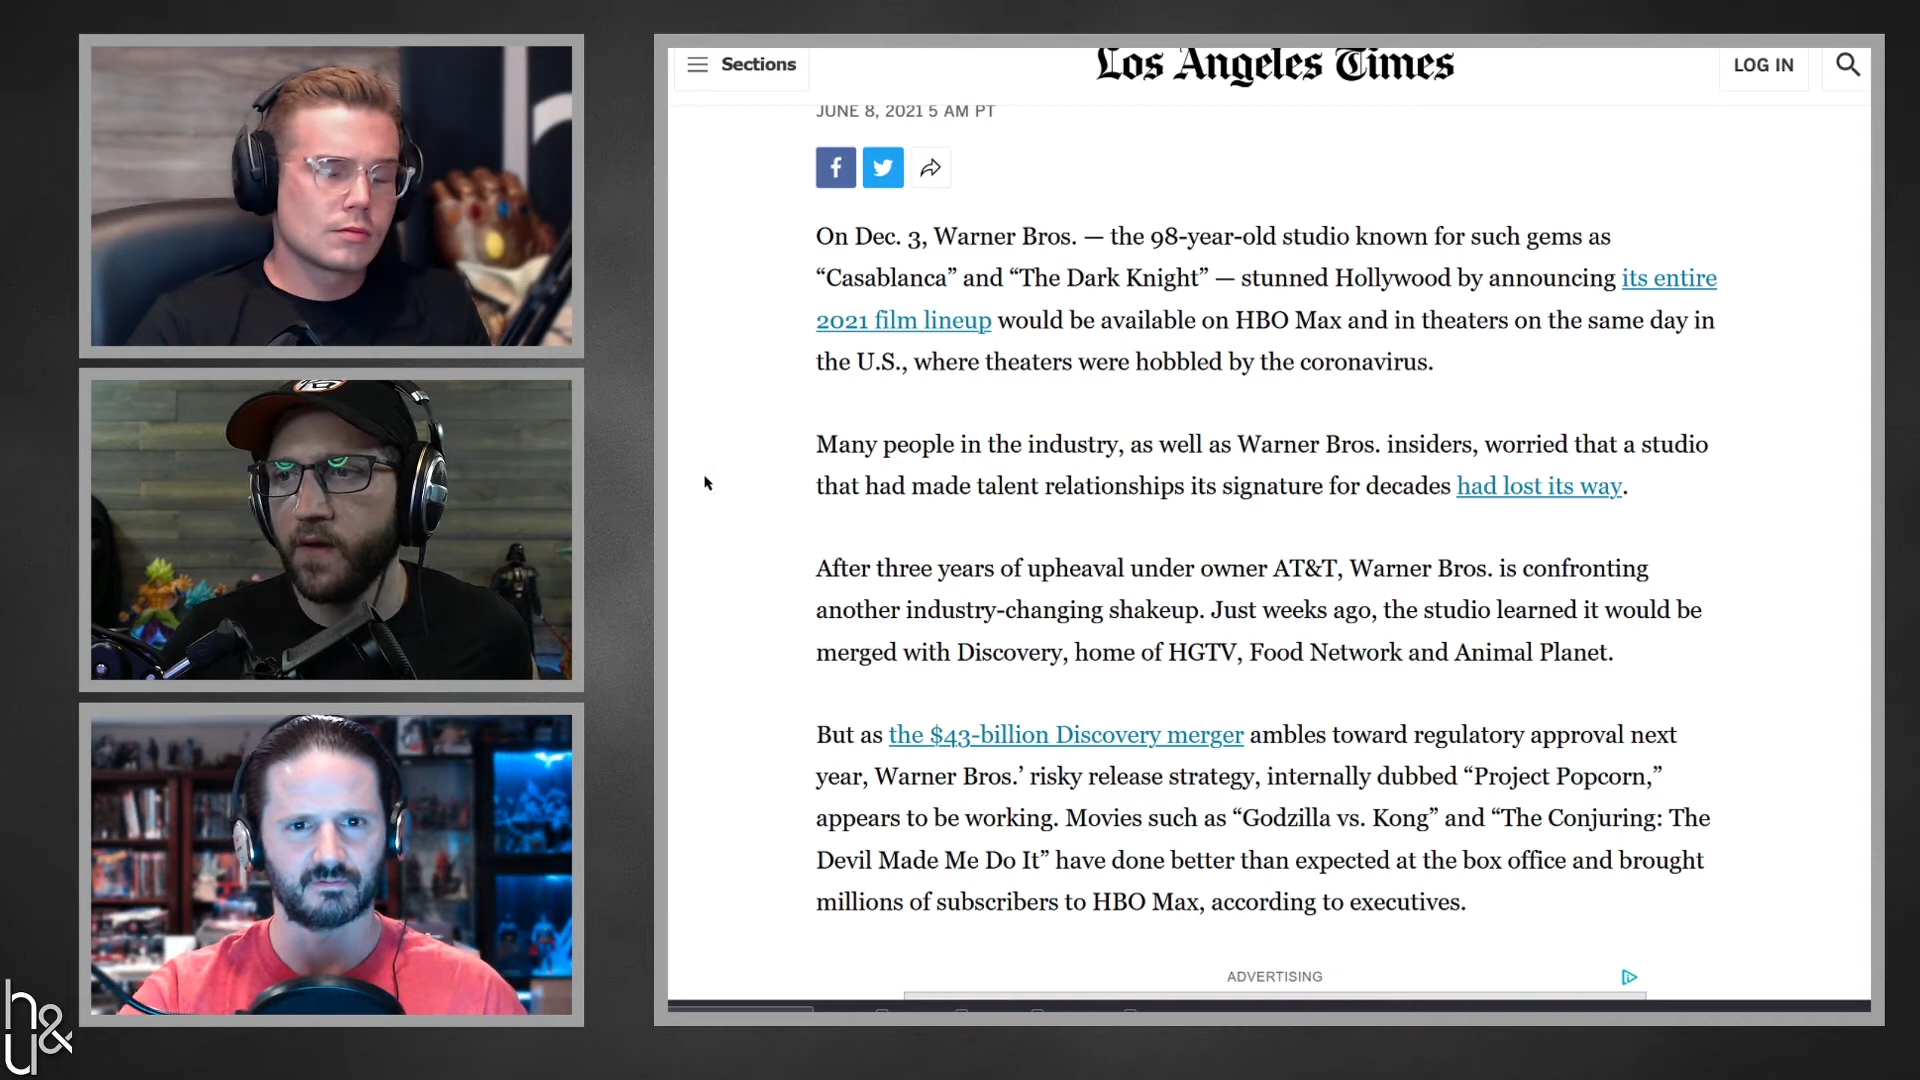 Sections
Los Angeles Times
LOG IN
JUNE 8, 2021 5 AM PT
On Dec. 3, Warner Bros. — the 98-year-old studio known for such gems as
“Casablanca” and “The Dark Knight” — stunned Hollywood by announcing its entire
2021 film lineup would be available on HBO Max and in theaters on the same day in
the U.S., where theaters were hobbled by the coronavirus.
Many people in the industry, as well as Warner Bros. insiders, worried that a studio
that had made talent relationships its signature for decades had lost its way.
After three years of upheaval under owner AT&T, Warner Bros. is confronting
another industry-changing shakeup. Just weeks ago, the studio learned it would be
merged with Discovery, home of HGTV, Food Network and Animal Planet.
But as the $43-billion Discovery merger ambles toward regulatory approval next
year, Warner Bros.’ risky release strategy, internally dubbed “Project Popcorn,”
appears to be working. Movies such as “Godzilla vs. Kong” and “The Conjuring: The
Devil Made Me Do It” have done better than expected at the box office and brought
millions of subscribers to HBO Max, according to executives.
ADVERTISING
h&u